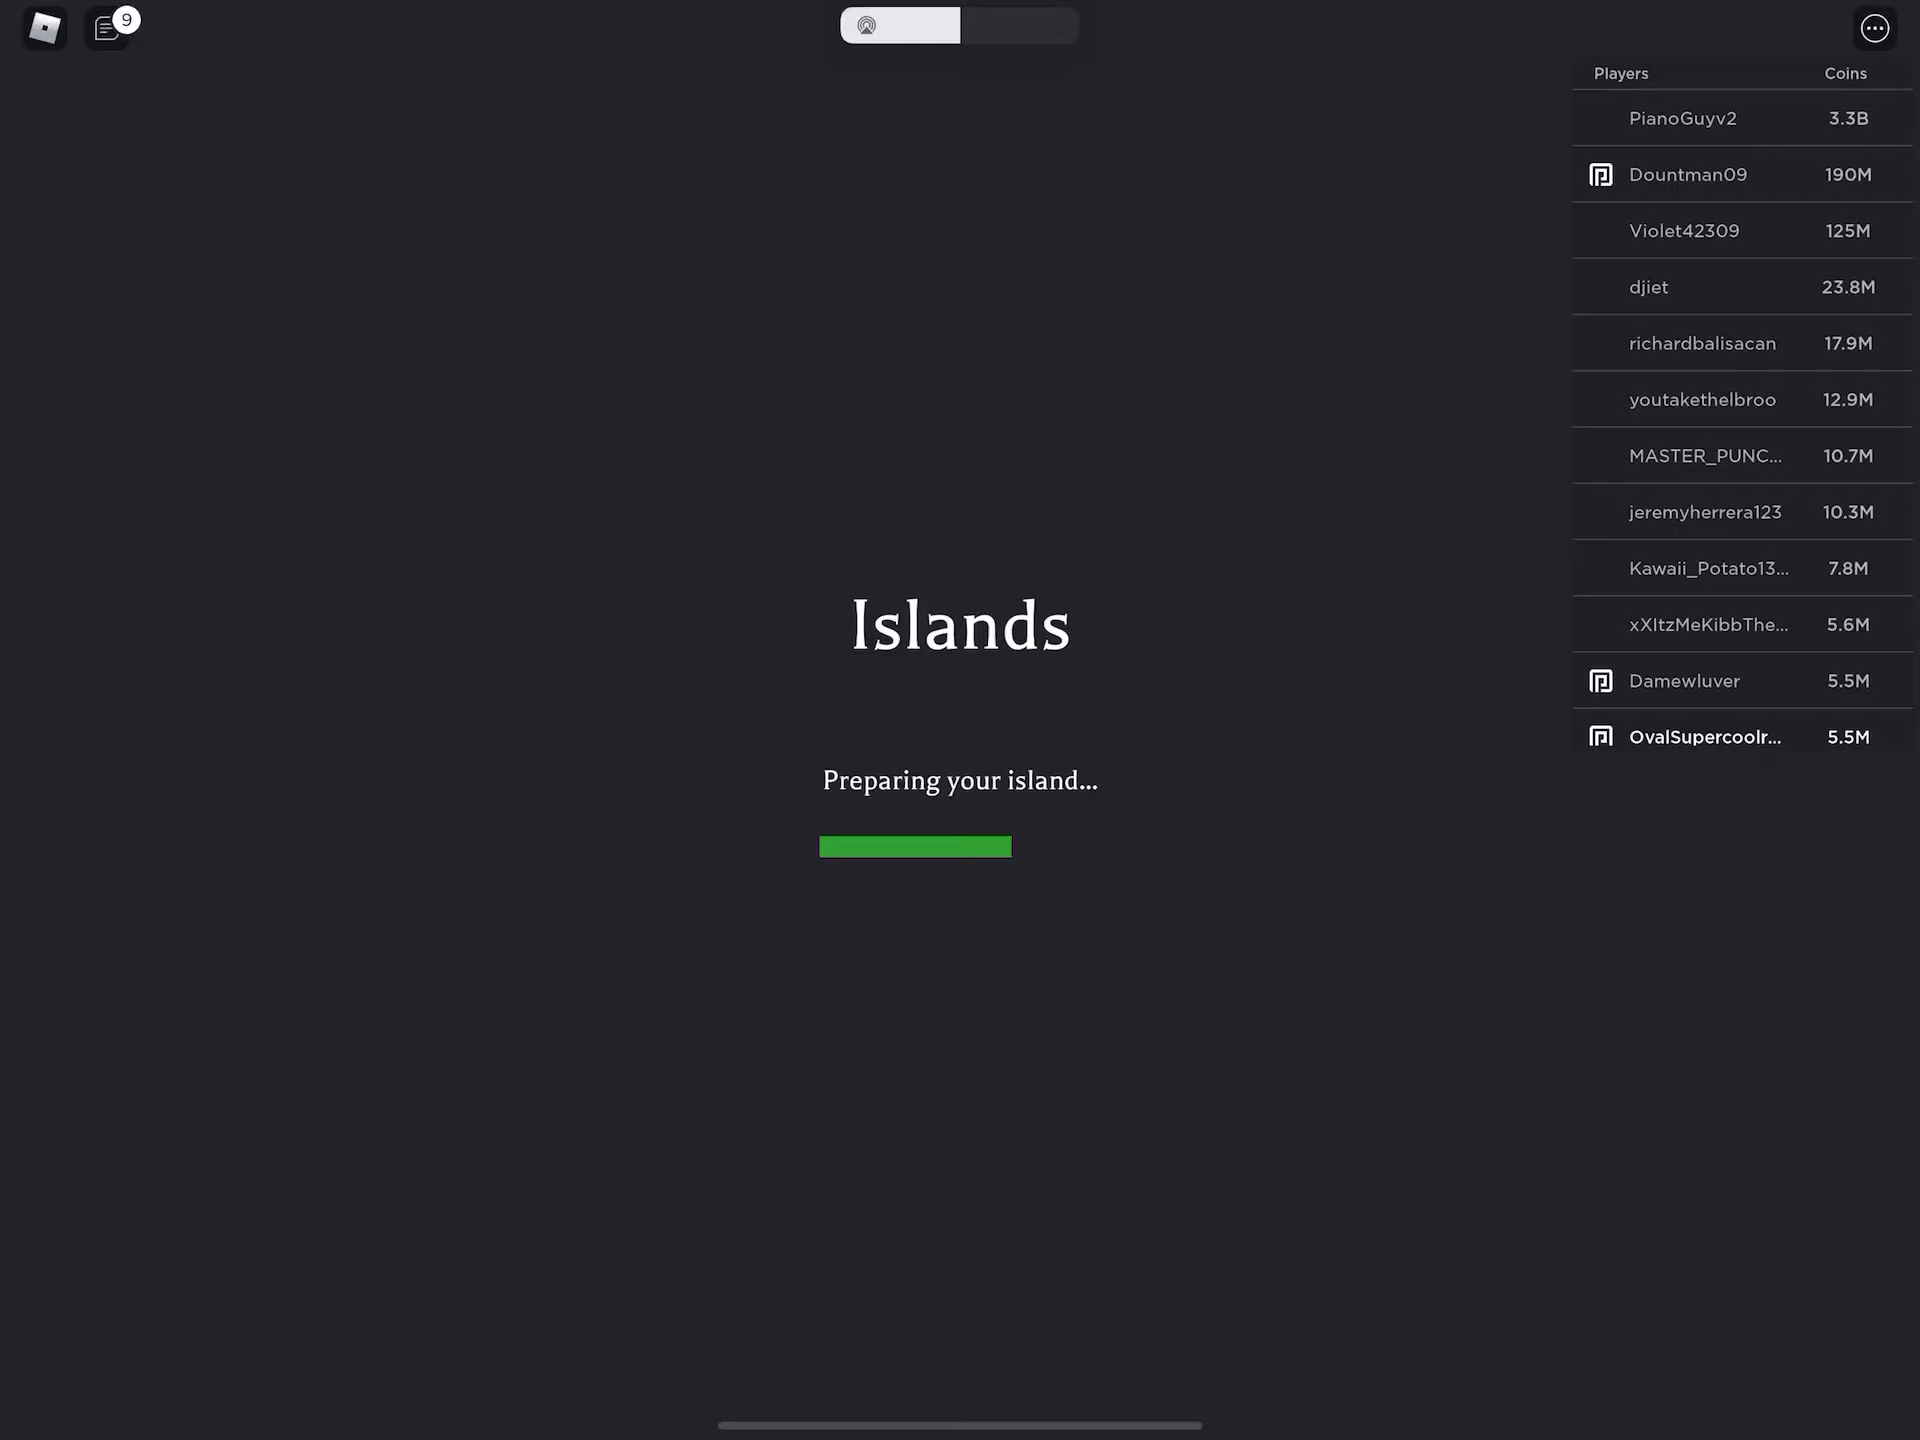 9
Players Coins
PianoGuyv2 3.3B
Dountman09 190M
Violet42309 125M
djiet 23.8M
richardbalisacan 17.9M
youtakethelbroo 12.9M
MASTER_PUNC... 10.7M
jeremyherrera123 10.3M
Kawaii_Potato13... 7.8M
xXItzMeKibbThe... 5.6M
Damewluver 5.5M
OvalSupercoolr... 5.5M
Islands
Preparing your island...